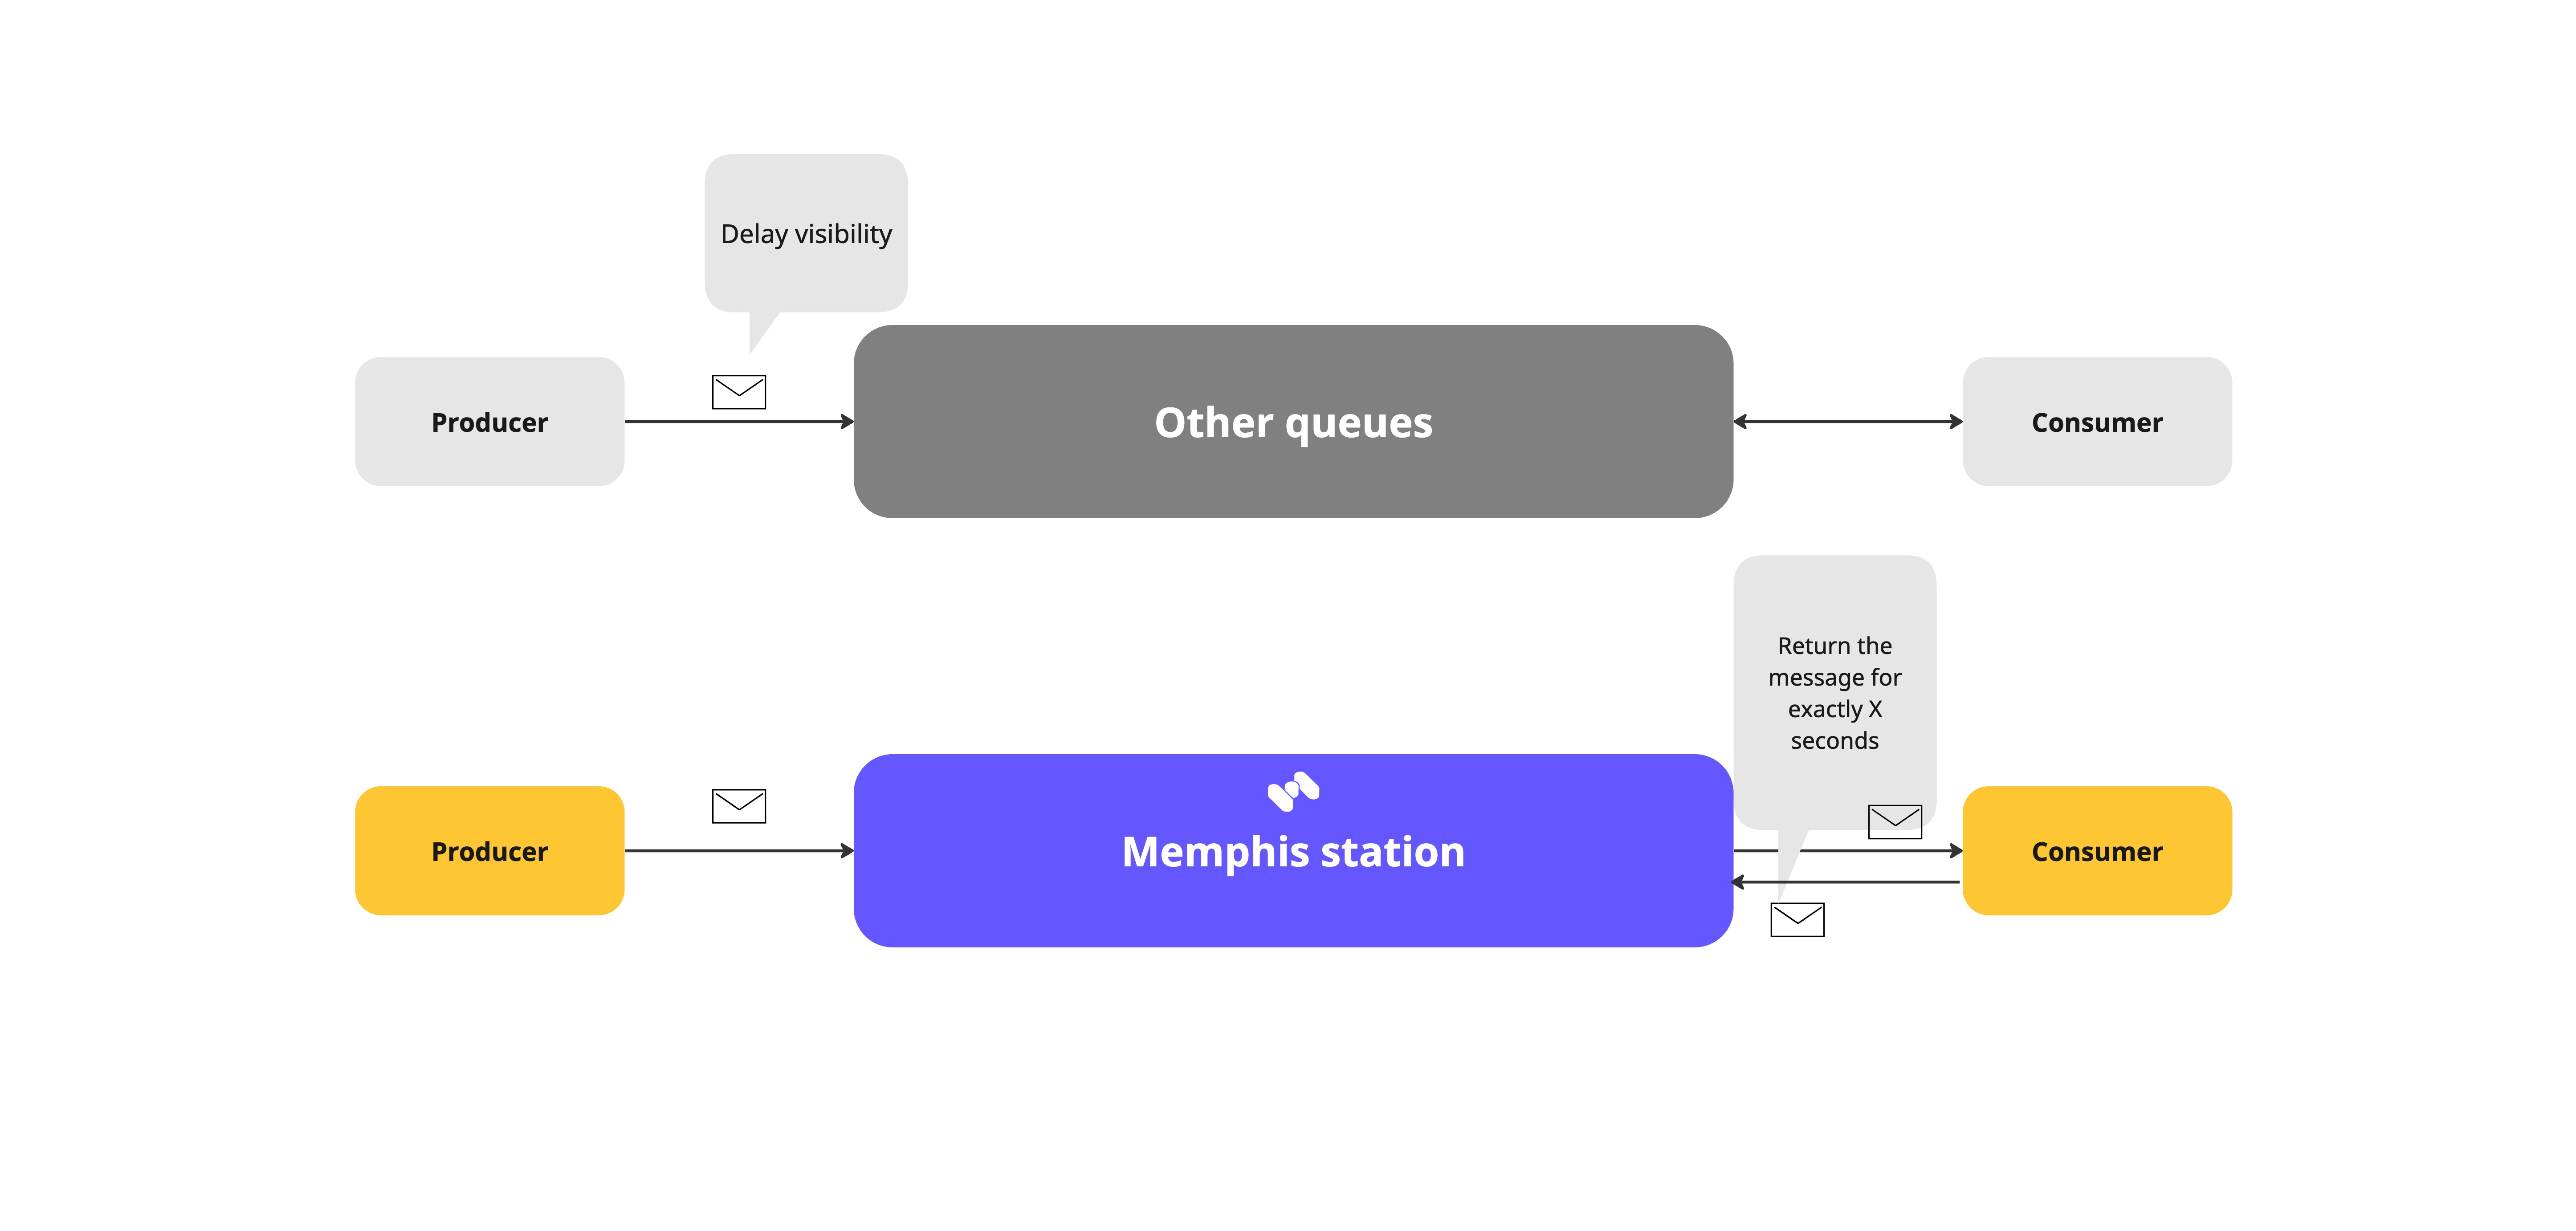 Delay visibility
Producer
Other queues
Consumer
Return the
message for
exactly X
seconds
Producer
Memphis station
Consumer